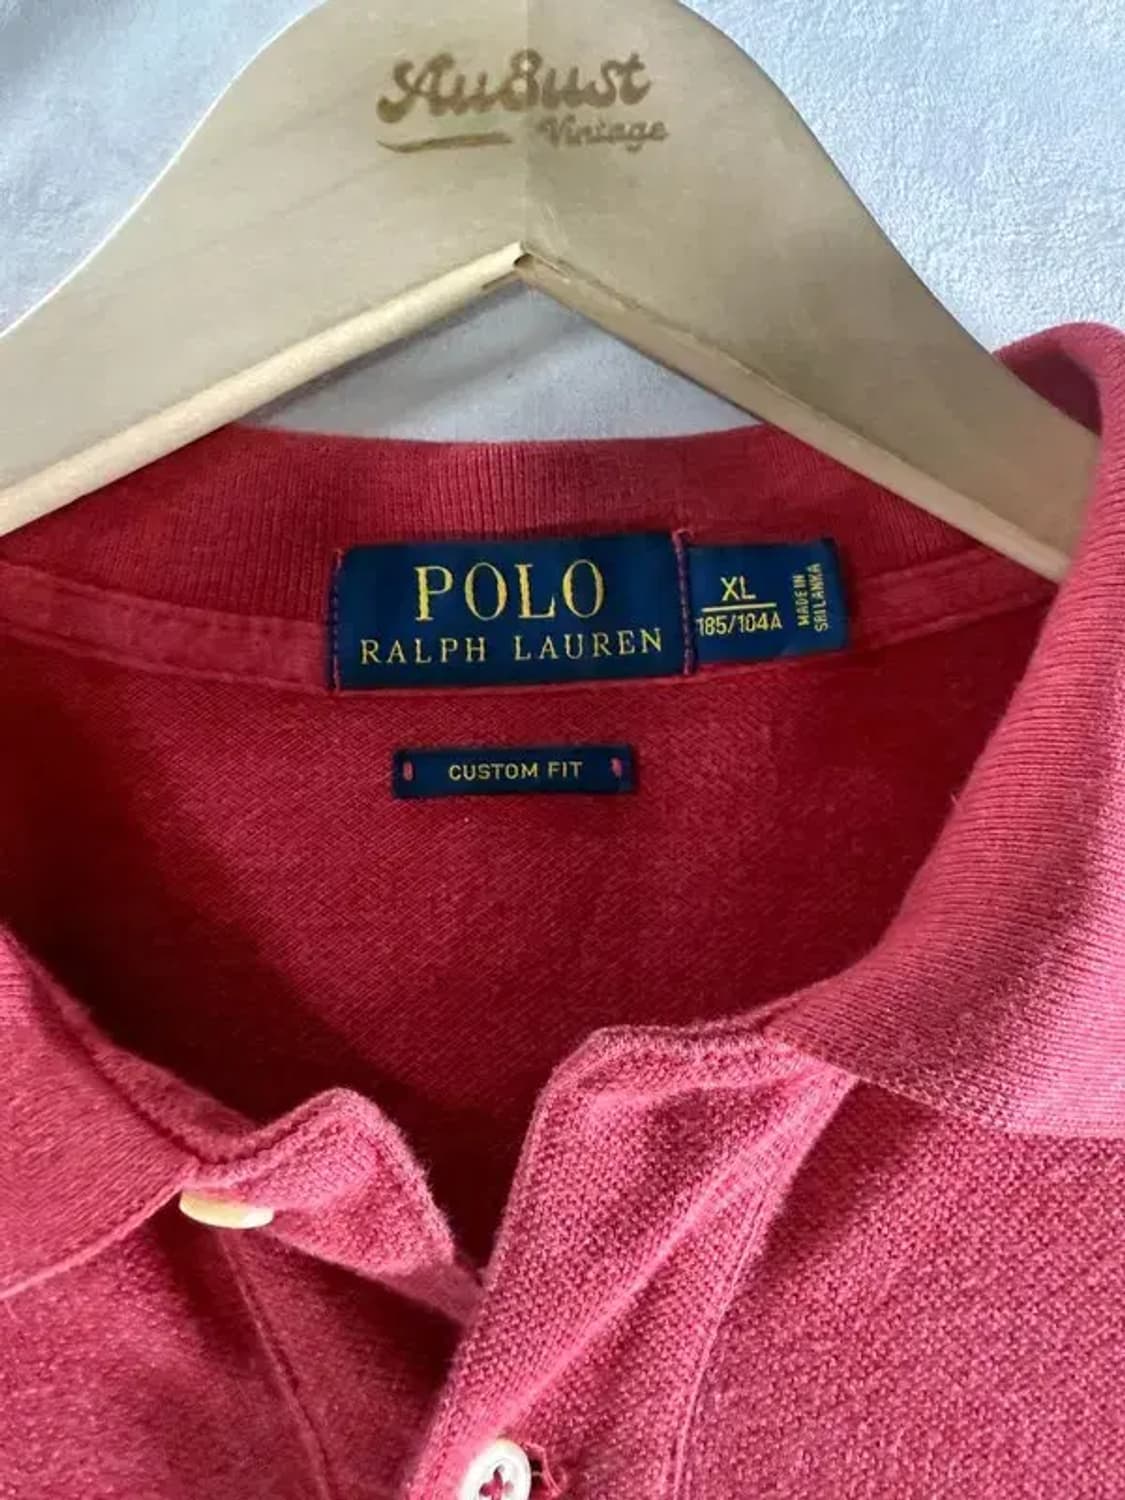 AuGust
Vintage
POLO
RALPH LAUREN
XL
185/104A
MADE IN
SRI LANKA
CUSTOM FIT